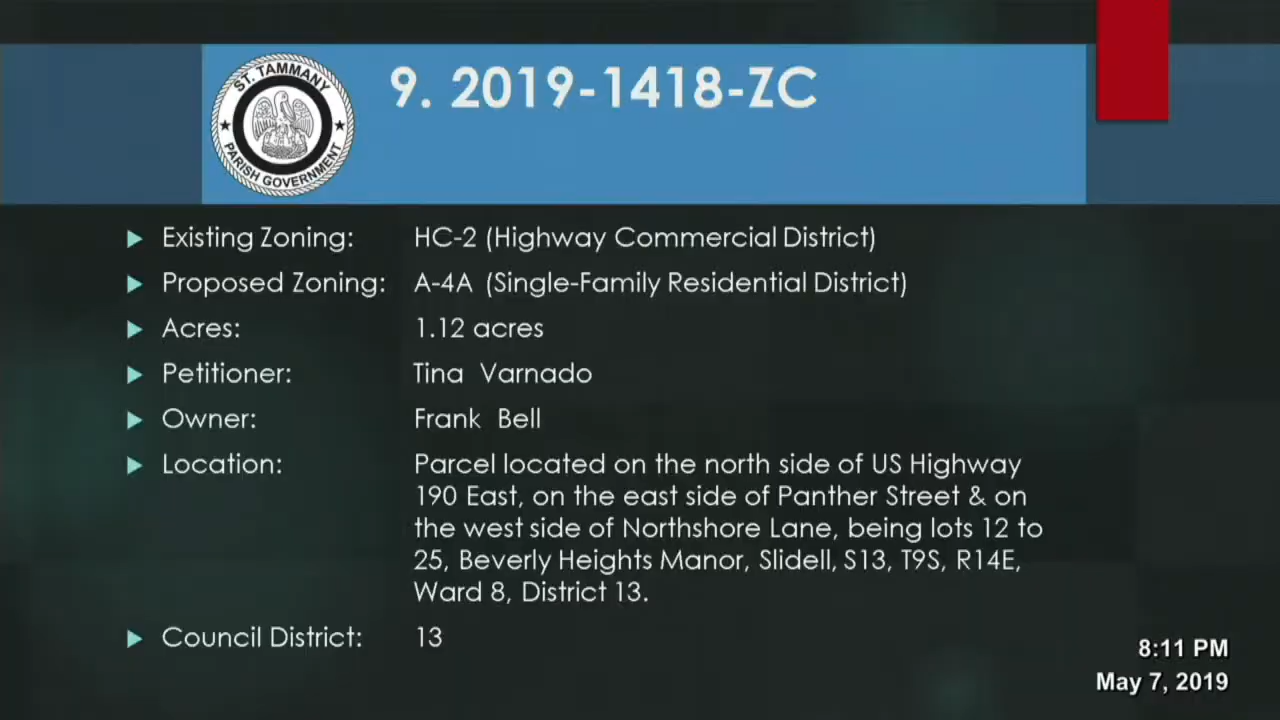 ST. TAMMANY
PARISH GOVERNMENT
9. 2019-1418-ZC
Existing Zoning: HC-2 (Highway Commercial District)
Proposed Zoning: A-4A (Single-Family Residential District)
Acres: 1.12 acres
Petitioner: Tina Varnado
Owner: Frank Bell
Location: Parcel located on the north side of US Highway
190 East, on the east side of Panther Street & on
the west side of Northshore Lane, being lots 12 to
25, Beverly Heights Manor, Slidell, S13, T9S, R14E,
Ward 8, District 13.
Council District: 13
8:11 PM
May 7, 2019